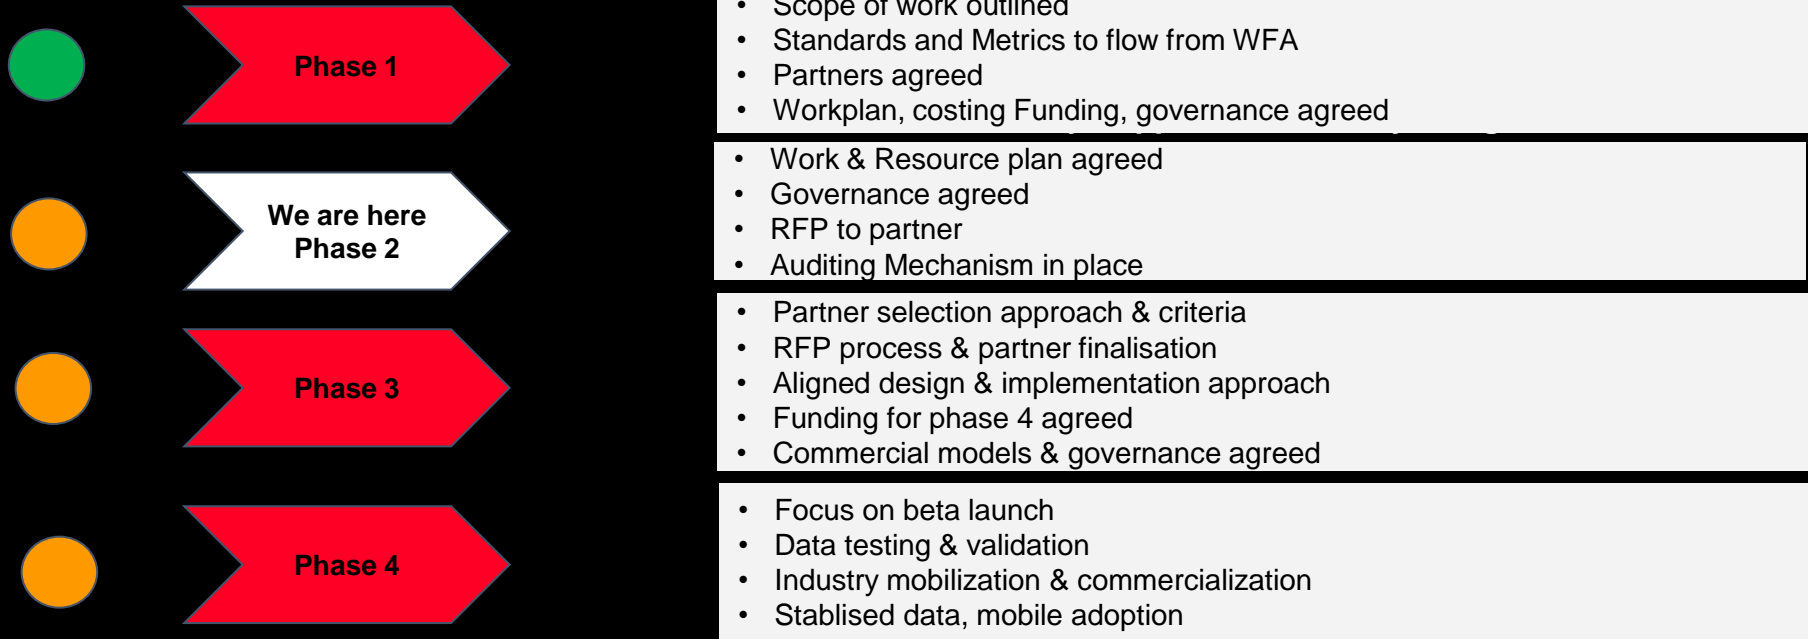 • Scope of work outlined
Phase 1
• Standards and Metrics to flow from WFA
• Partners agreed
• Workplan, costing Funding, governance agreed
We are here
Phase 2
• Work & Resource plan agreed
• Governance agreed
• RFP to partner
• Auditing Mechanism in place
Phase 3
• Partner selection approach & criteria
• RFP process & partner finalisation
• Aligned design & implementation approach
• Funding for phase 4 agreed
• Commercial models & governance agreed
Phase 4
• Focus on beta launch
• Data testing & validation
• Industry mobilization & commercialization
• Stablised data, mobile adoption